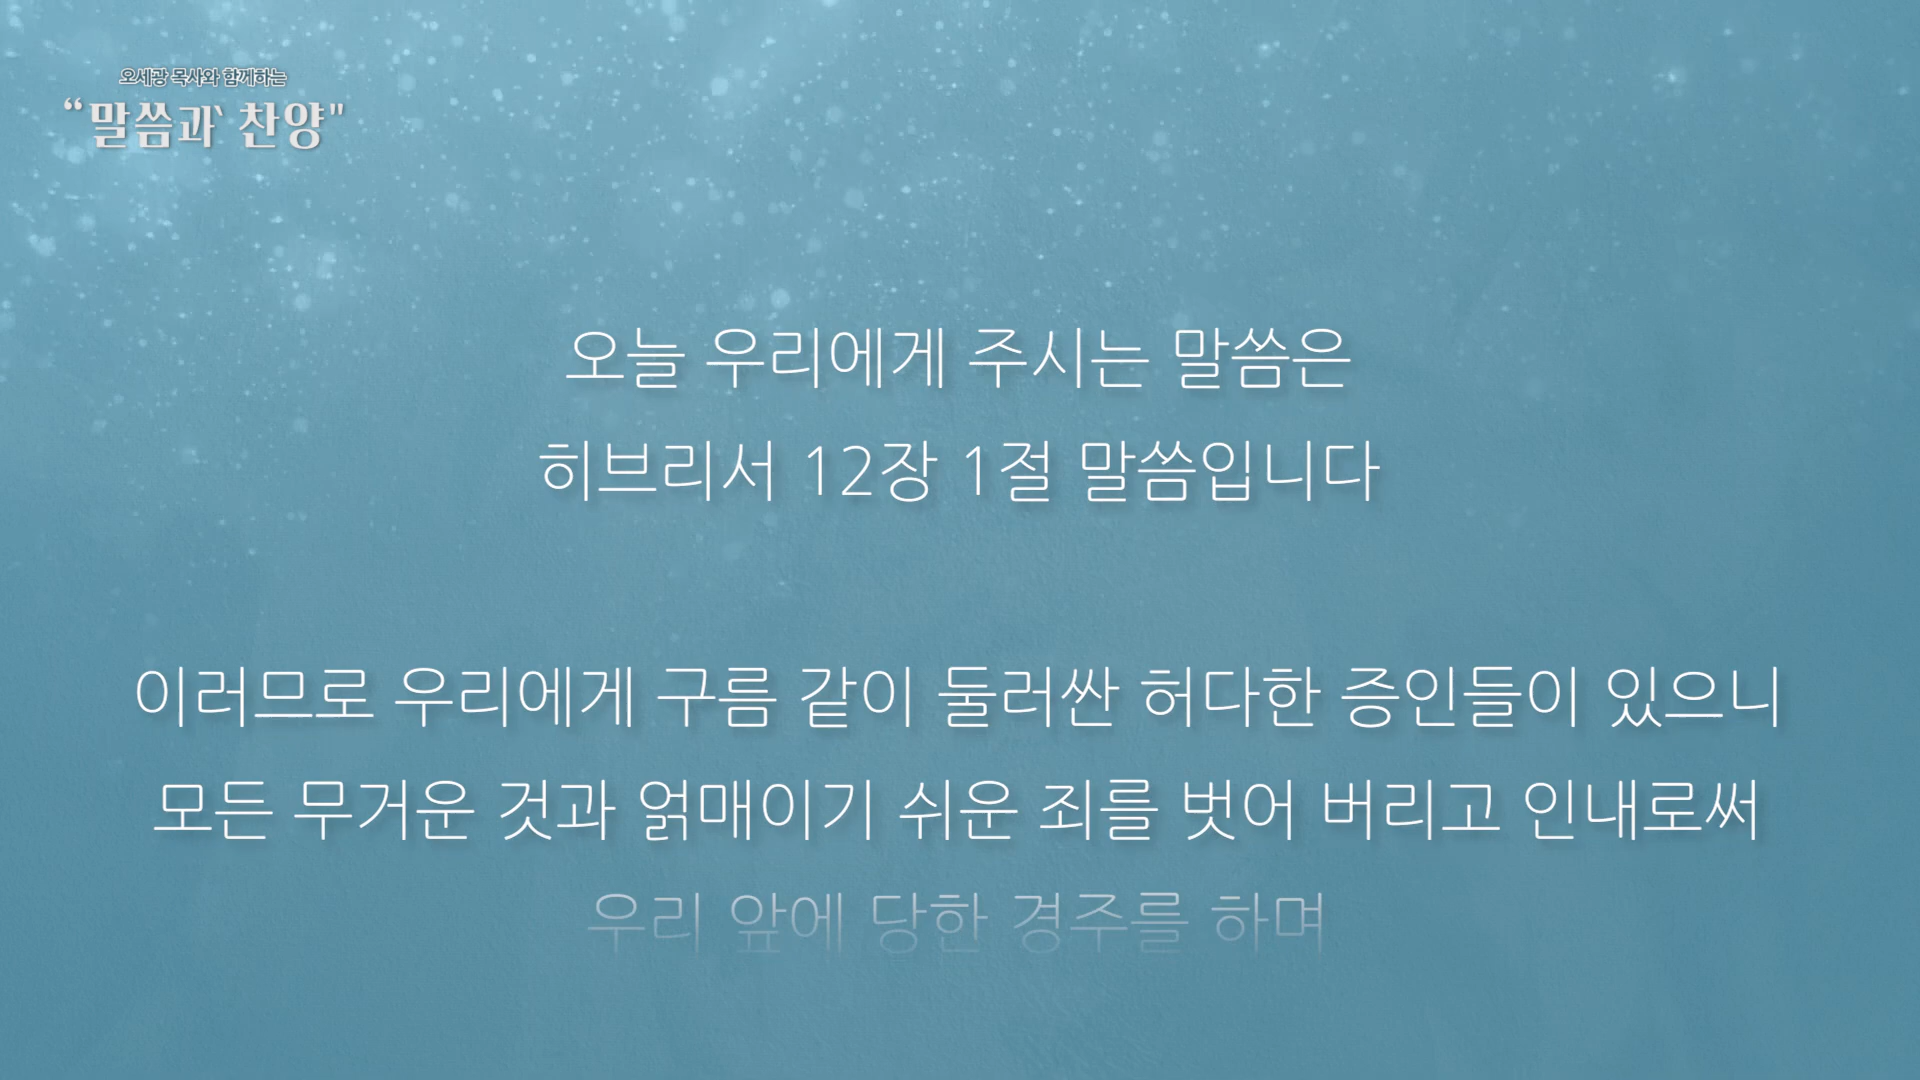 오세광 목사와 함께하는
“말씀과 찬양"
오늘 우리에게 주시는 말씀은
히브리서 12장 1절 말씀입니다
이러므로 우리에게 구름 같이 둘러싼 허다한 증인들이 있으니
모든 무거운 것과 얽매이기 쉬운 죄를 벗어 버리고 인내로써
우리 앞에 당한 경주를 하며